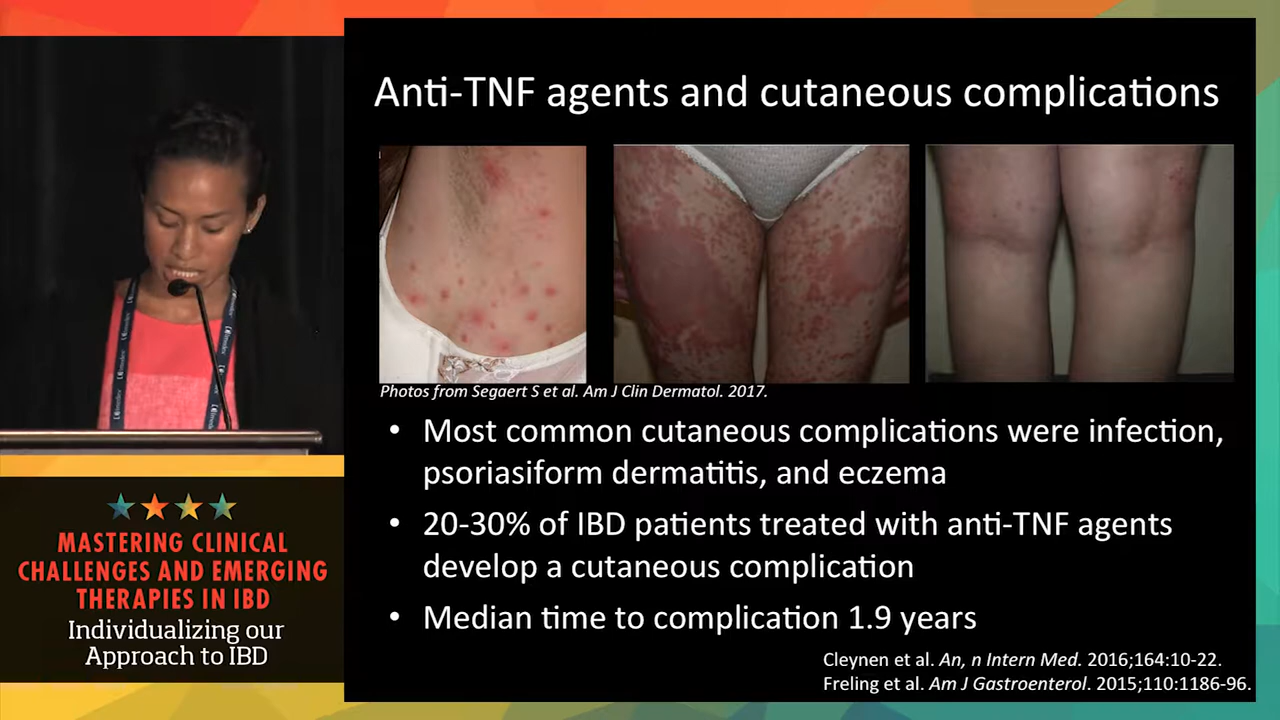 Anti-TNF agents and cutaneous complications
Photos from Segaert S et al. Am J Clin Dermatol. 2017.
• Most common cutaneous complications were infection,
psoriasiform dermatitis, and eczema
• 20-30% of IBD patients treated with anti-TNF agents
develop a cutaneous complication
• Median time to complication 1.9 years
Cleynen et al. An, n Intern Med. 2016;164:10-22.
Freling et al. Am J Gastroenterol. 2015;110:1186-96.
MASTERING CLINICAL
CHALLENGES AND EMERGING
THERAPIES IN IBD
Individualizing our
Approach to IBD